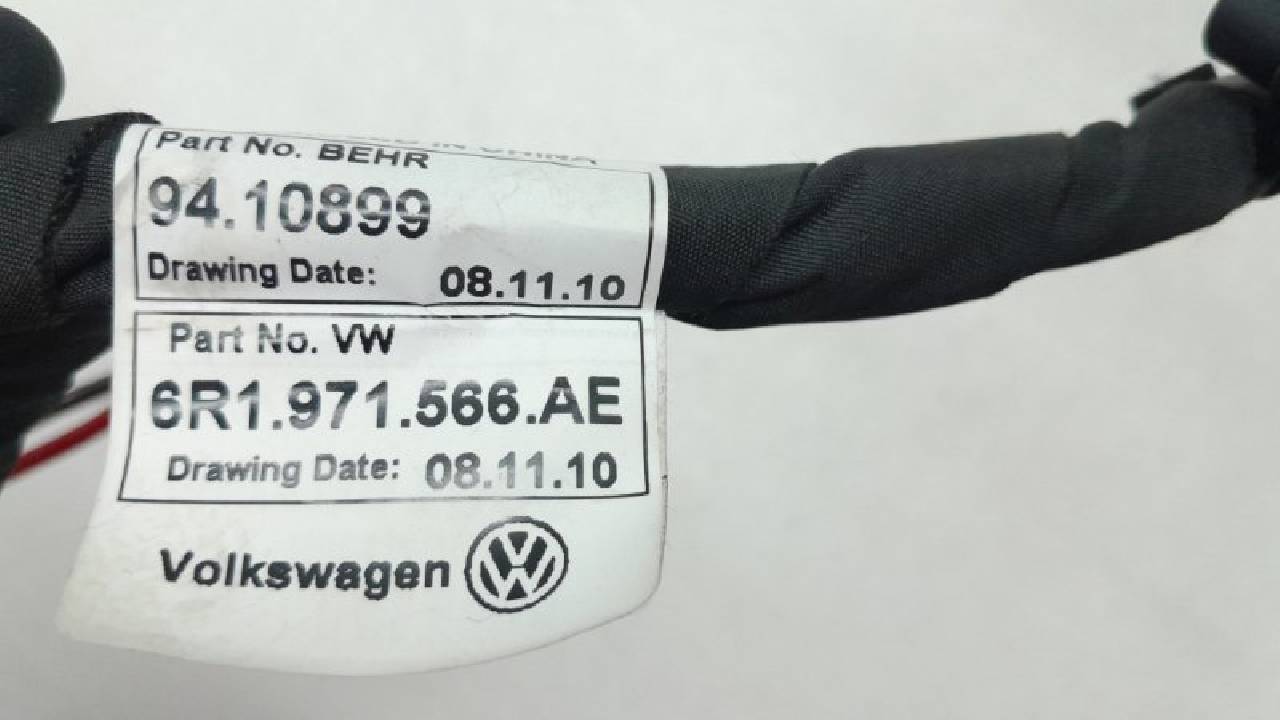 Part No. BEHR
94.10899
Drawing Date: 08.11.10
Part No. VW
6R1.971.566.AE
Drawing Date: 08.11.10
Volkswagen